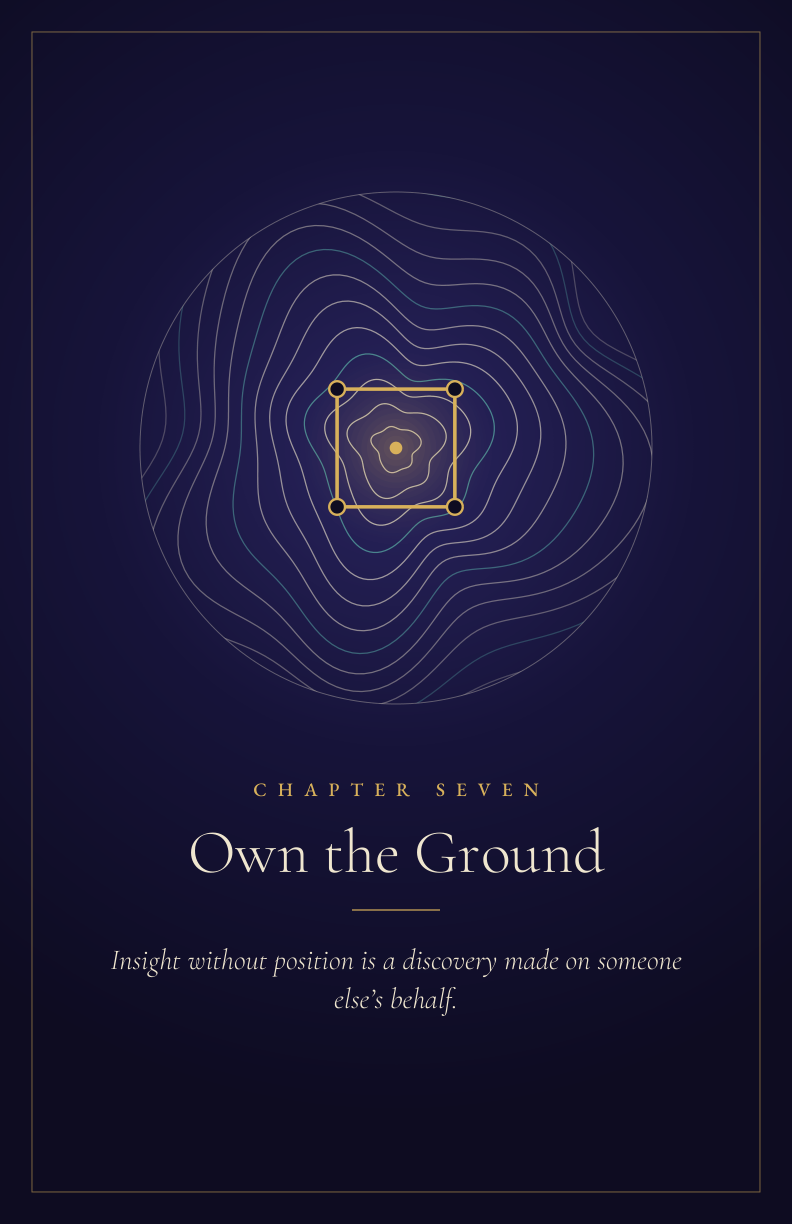 CHAPTER SEVEN
Own the Ground
Insight without position is a discovery made on someone
else’s behalf.